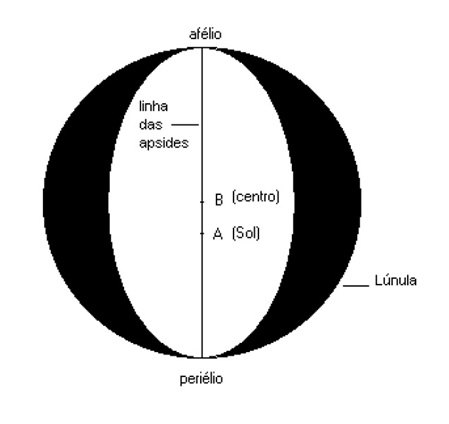 afélio
linha
das
apsides
B (centro)
A (Sol)
Lúnula
periélio